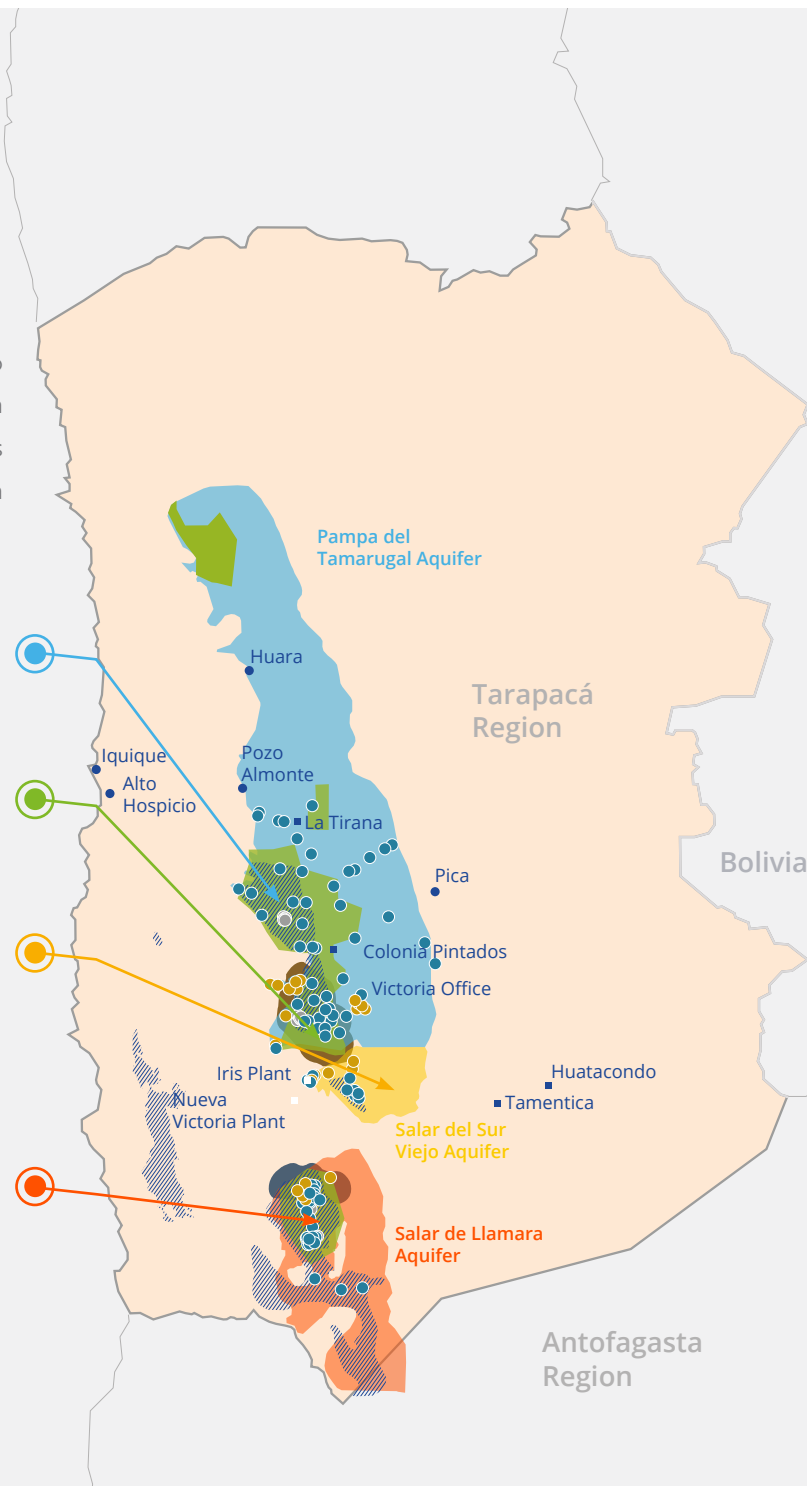 Pampa del
Tamarugal Aquifer
Huara
Tarapacá
Region
Iquique
Pozo
Almonte
Alto
Hospicio
La Tirana
Bolivia
Pica
Colonia Pintados
Victoria Office
Iris Plant
Huatacondo
Nueva
Victoria Plant
Tamentica
Salar del Sur
Viejo Aquifer
Salar de Llamara
Aquifer
Antofagasta
Region